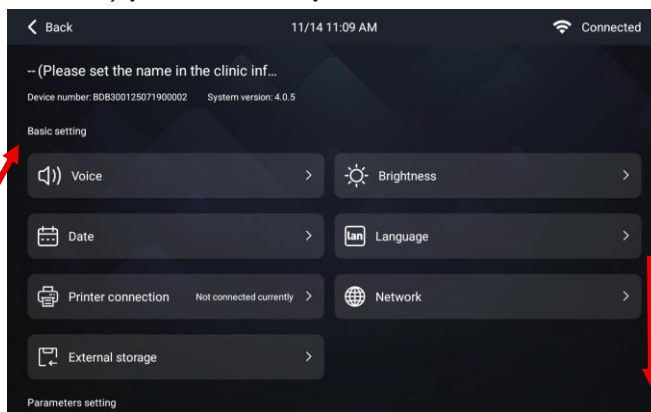 Back
11/14 11:09 AM
Connected
-- (Please set the name in the clinic inf...
Device number: BDB300125071900002 System version: 4.0.5
Basic setting
Voice
Brightness
Date
lan Language
Printer connection Not connected currently
Network
External storage
Parameters setting